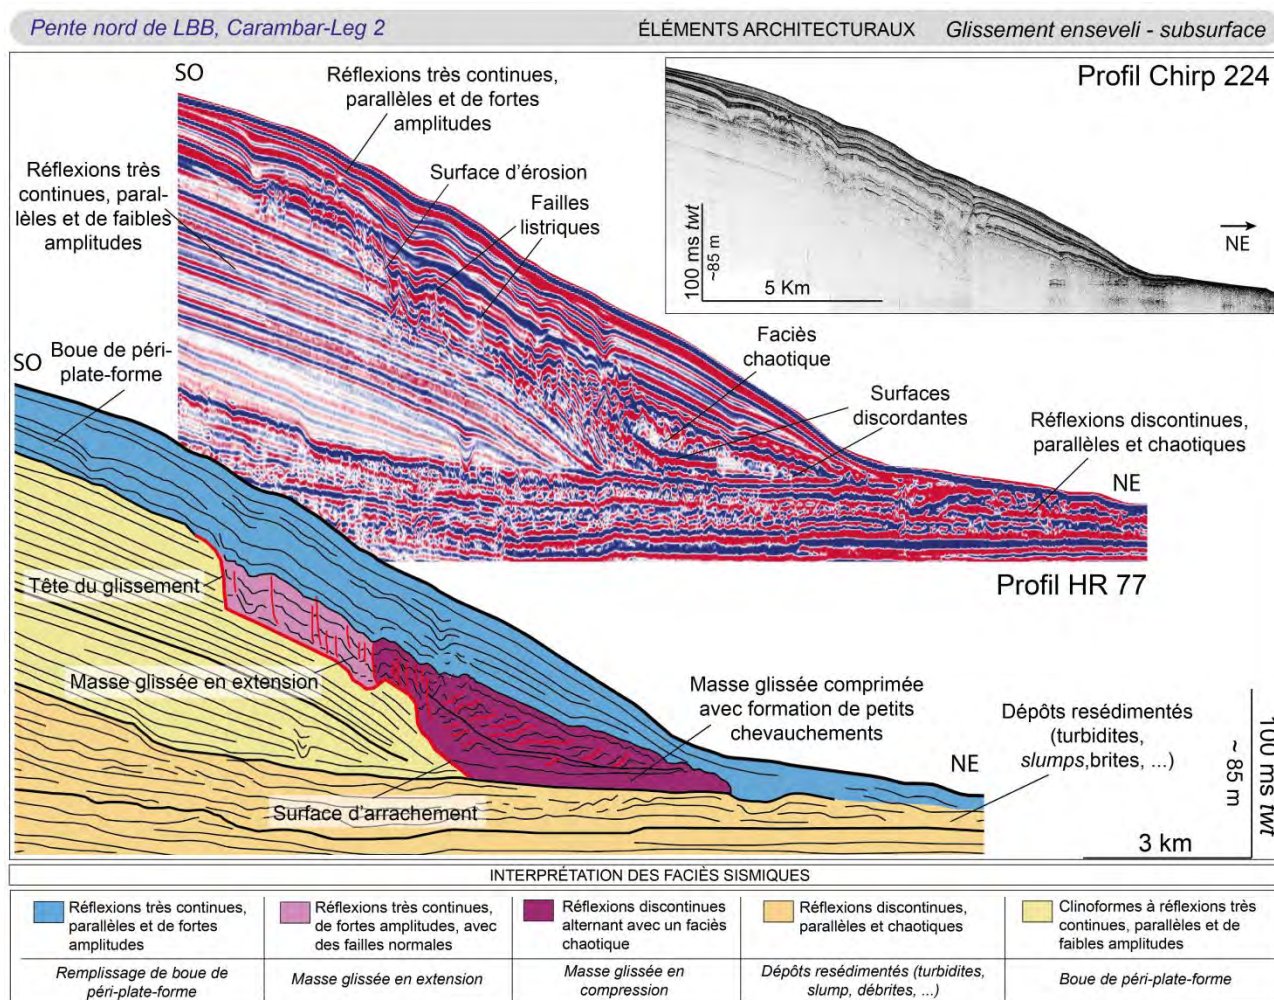 Pente nord de LBB, Carambar-Leg 2
ÉLÉMENTS ARCHITECTURAUX
Glissement enseveli - subsurface
SO
Réflexions très continues,
parallèles et de fortes
amplitudes
Profil Chirp 224
Réflexions très
continues, paral-
lèles et de faibles
amplitudes
Surface d'érosion
Failles
listriques
100 ms twt
~85 m
5 Km
NE
Faciès
chaotique
Surfaces
discordantes
Réflexions discontinues,
parallèles et chaotiques
NE
Profil HR 77
SO
Boue de péri-
plate-forme
Tête du glissement
Masse glissée en extension
Surface d'arrachement
Masse glissée comprimée
avec formation de petits
chevauchements
Dépôts resédimentés
(turbidites,
slumps,brites, ...)
NE
3 km
100 ms twt
~ 85 m
INTERPRÉTATION DES FACIÈS SISMIQUES
Réflexions très continues,
parallèles et de fortes
amplitudes
Remplissage de boue de
péri-plate-forme
Réflexions très continues,
de fortes amplitudes, avec
des failles normales
Masse glissée en extension
Réflexions discontinues
alternant avec un faciès
chaotique
Masse glissée en
compression
Réflexions discontinues,
parallèles et chaotiques
Dépôts resédimentés (turbidites,
slump, débrites, ...)
Clinoformes à réflexions très
continues, parallèles et de
faibles amplitudes
Boue de péri-plate-forme